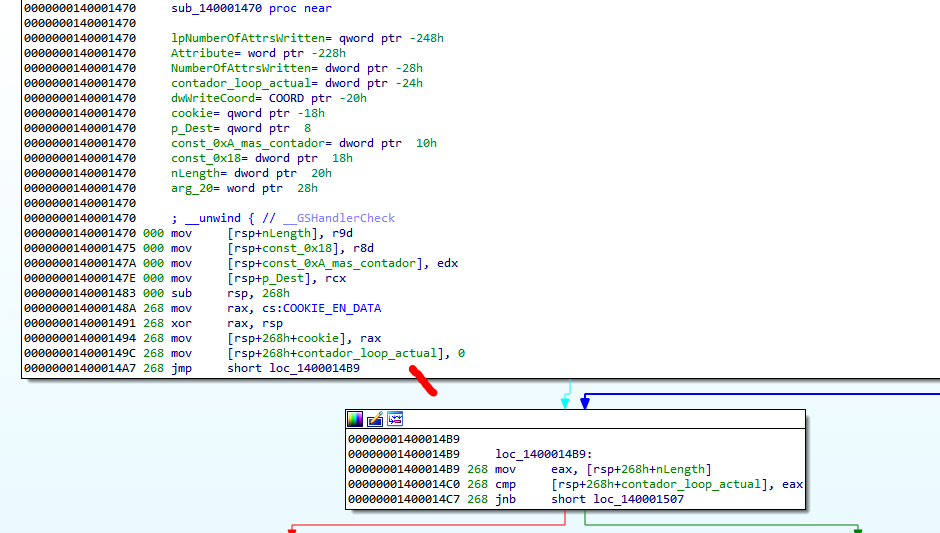 0000000140001470 sub_140001470 proc near
0000000140001470
0000000140001470 lpNumberOfAttrsWritten= qword ptr -248h
0000000140001470 Attribute= word ptr -228h
0000000140001470 NumberOfAttrsWritten= dword ptr -28h
0000000140001470 contador_loop_actual= dword ptr -24h
0000000140001470 dwWriteCoord= COORD ptr -20h
0000000140001470 cookie= qword ptr -18h
0000000140001470 p_Dest= qword ptr  8
0000000140001470 const_0xA_mas_contador= dword ptr  10h
0000000140001470 const_0x18= dword ptr  18h
0000000140001470 nLength= dword ptr  20h
0000000140001470 arg_20= word ptr  28h
0000000140001470
0000000140001470 ; __unwind { // __GSHandlerCheck
0000000140001470 000 mov [rsp+nLength], r9d
0000000140001475 000 mov [rsp+const_0x18], r8d
000000014000147A 000 mov [rsp+const_0xA_mas_contador], edx
000000014000147E 000 mov [rsp+p_Dest], rcx
0000000140001483 000 sub rsp, 268h
000000014000148A 268 mov rax, cs:COOKIE_EN_DATA
0000000140001491 268 xor rax, rsp
0000000140001494 268 mov [rsp+268h+cookie], rax
000000014000149C 268 mov [rsp+268h+contador_loop_actual], 0
00000001400014A7 268 jmp short loc_1400014B9
00000001400014B9
00000001400014B9 loc_1400014B9:
00000001400014B9 268 mov eax, [rsp+268h+nLength]
00000001400014C0 268 cmp [rsp+268h+contador_loop_actual], eax
00000001400014C7 268 jnb short loc_140001507